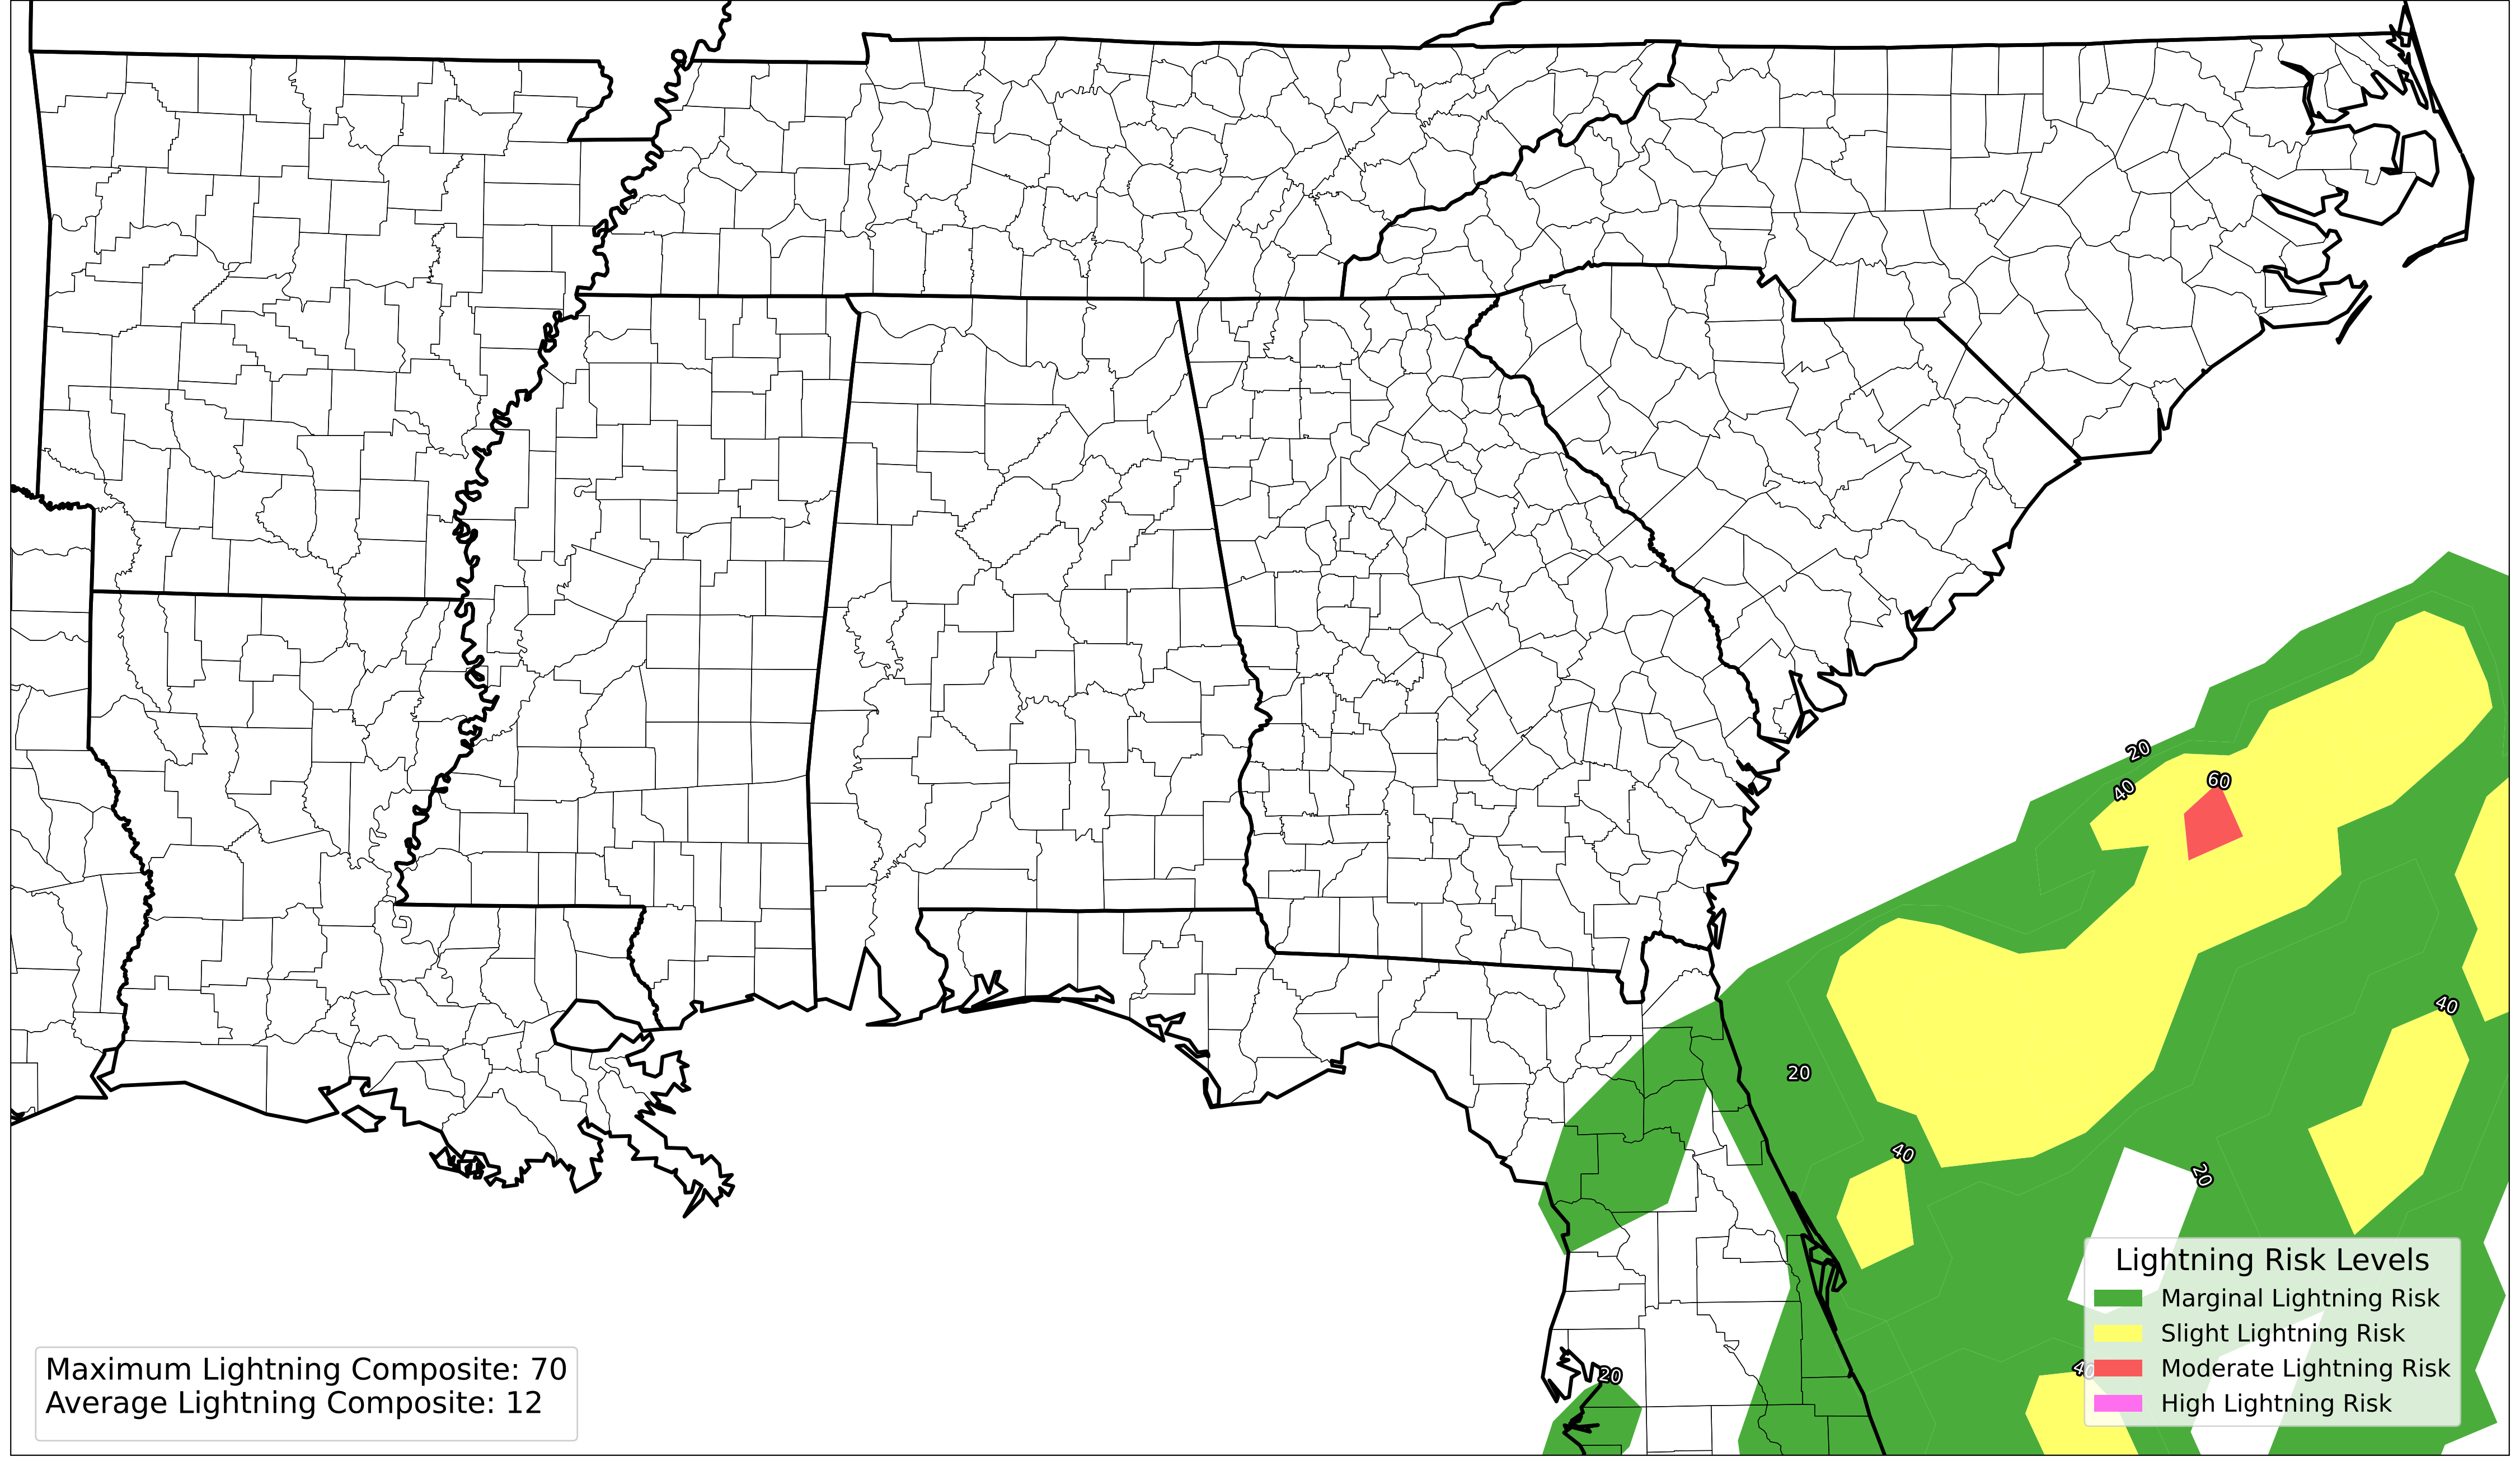 20
40
60
40
20
40
20
20
40
Lightning Risk Levels
Marginal Lightning Risk
Slight Lightning Risk
Moderate Lightning Risk
High Lightning Risk
Maximum Lightning Composite: 70
Average Lightning Composite: 12